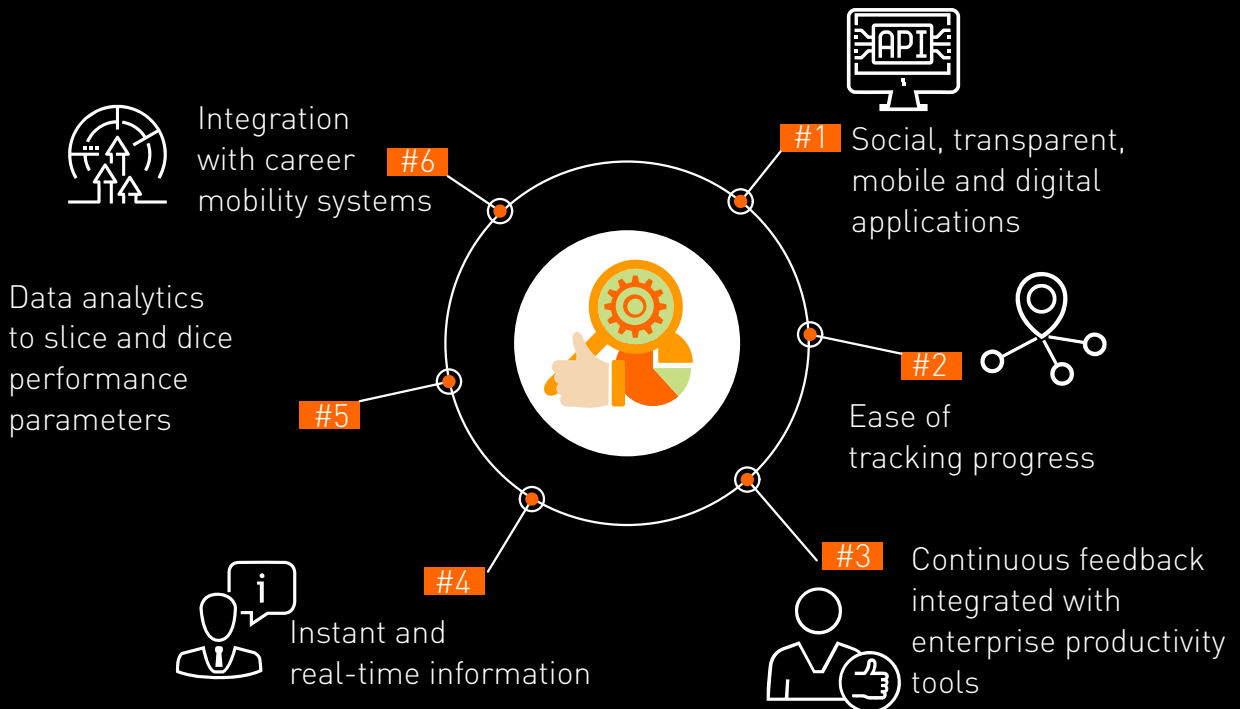 API
#1
Social, transparent,
mobile and digital
applications
#2
Ease of
tracking progress
#3
Continuous feedback
integrated with
enterprise productivity
tools
#4
i
Instant and
real-time information
#5
Data analytics
to slice and dice
performance
parameters
#6
Integration
with career
mobility systems